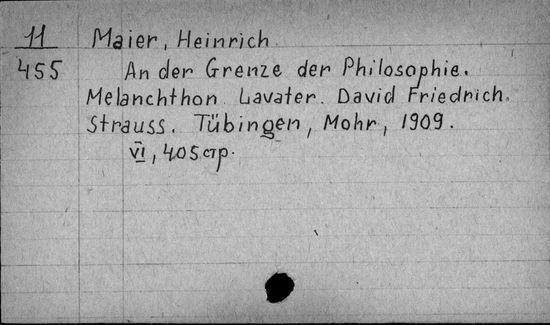 11 Maier, Heinrich
455 An der Grenze der Philosophie.
Melanchthon. Lavater. David Friedrich.
Strauss. Tübingen, Mohr, 1909.
VI, 405 стр.